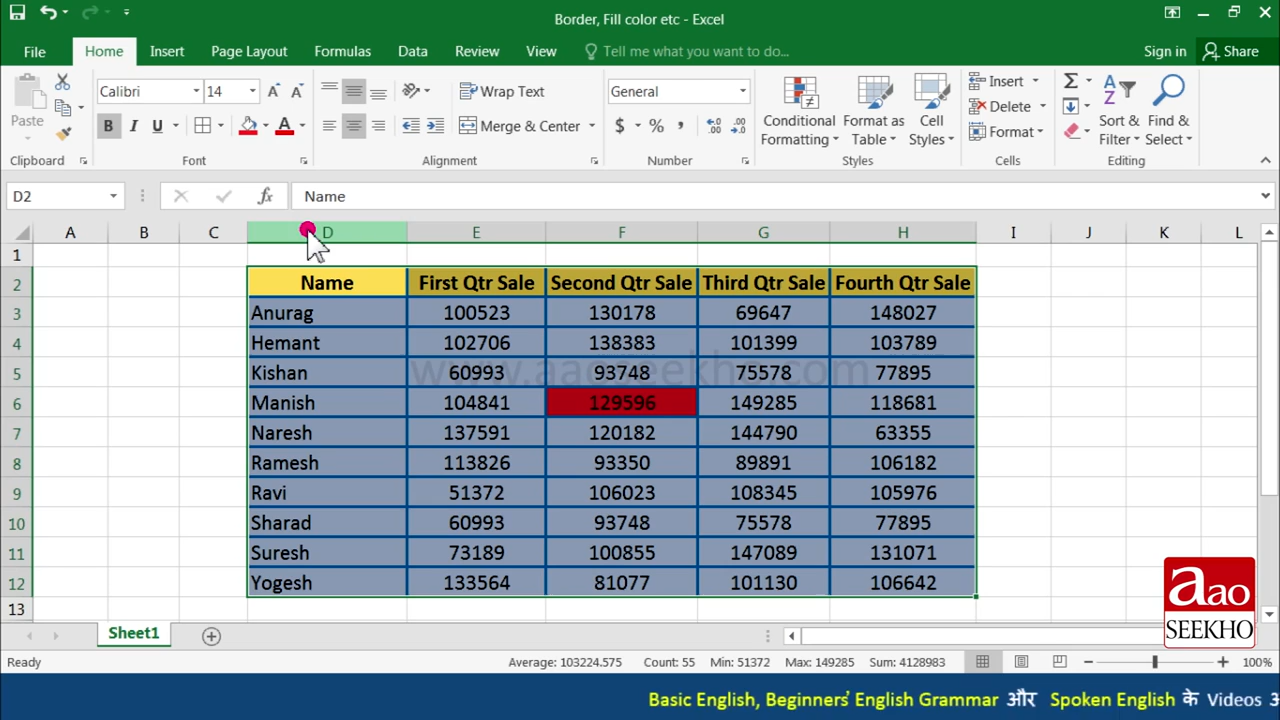 Border, Fill color etc - Excel
File Home Insert Page Layout Formulas Data Review View Tell me what you want to do... Sign in Share
Calibri 14 Wrap Text General Insert
Paste $ % , Conditional Format as Cell Delete Sort & Find &
B I U A Merge & Center Formatting Table Styles Format Filter Select
Clipboard Font Alignment Number Styles Cells Editing
D2 fx Name
A B C D E F G H I J K L
1
2 Name First Qtr Sale Second Qtr Sale Third Qtr Sale Fourth Qtr Sale
3 Anurag 100523 130178 69647 148027
4 Hemant 102706 138383 101399 103789
5 Kishan 60993 93748 75578 77895
www.aaoseekho.com
6 Manish 104841 129596 149285 118681
7 Naresh 137591 120182 144790 63355
8 Ramesh 113826 93350 89891 106182
9 Ravi 51372 106023 108345 105976
10 Sharad 60993 93748 75578 77895
11 Suresh 73189 100855 147089 131071
12 Yogesh 133564 81077 101130 106642
13
aao
SEEKHO
Sheet1
Ready Average: 103224.575 Count: 55 Min: 51372 Max: 149285 Sum: 4128983 100%
Basic English, Beginners' English Grammar और Spoken English के Videos